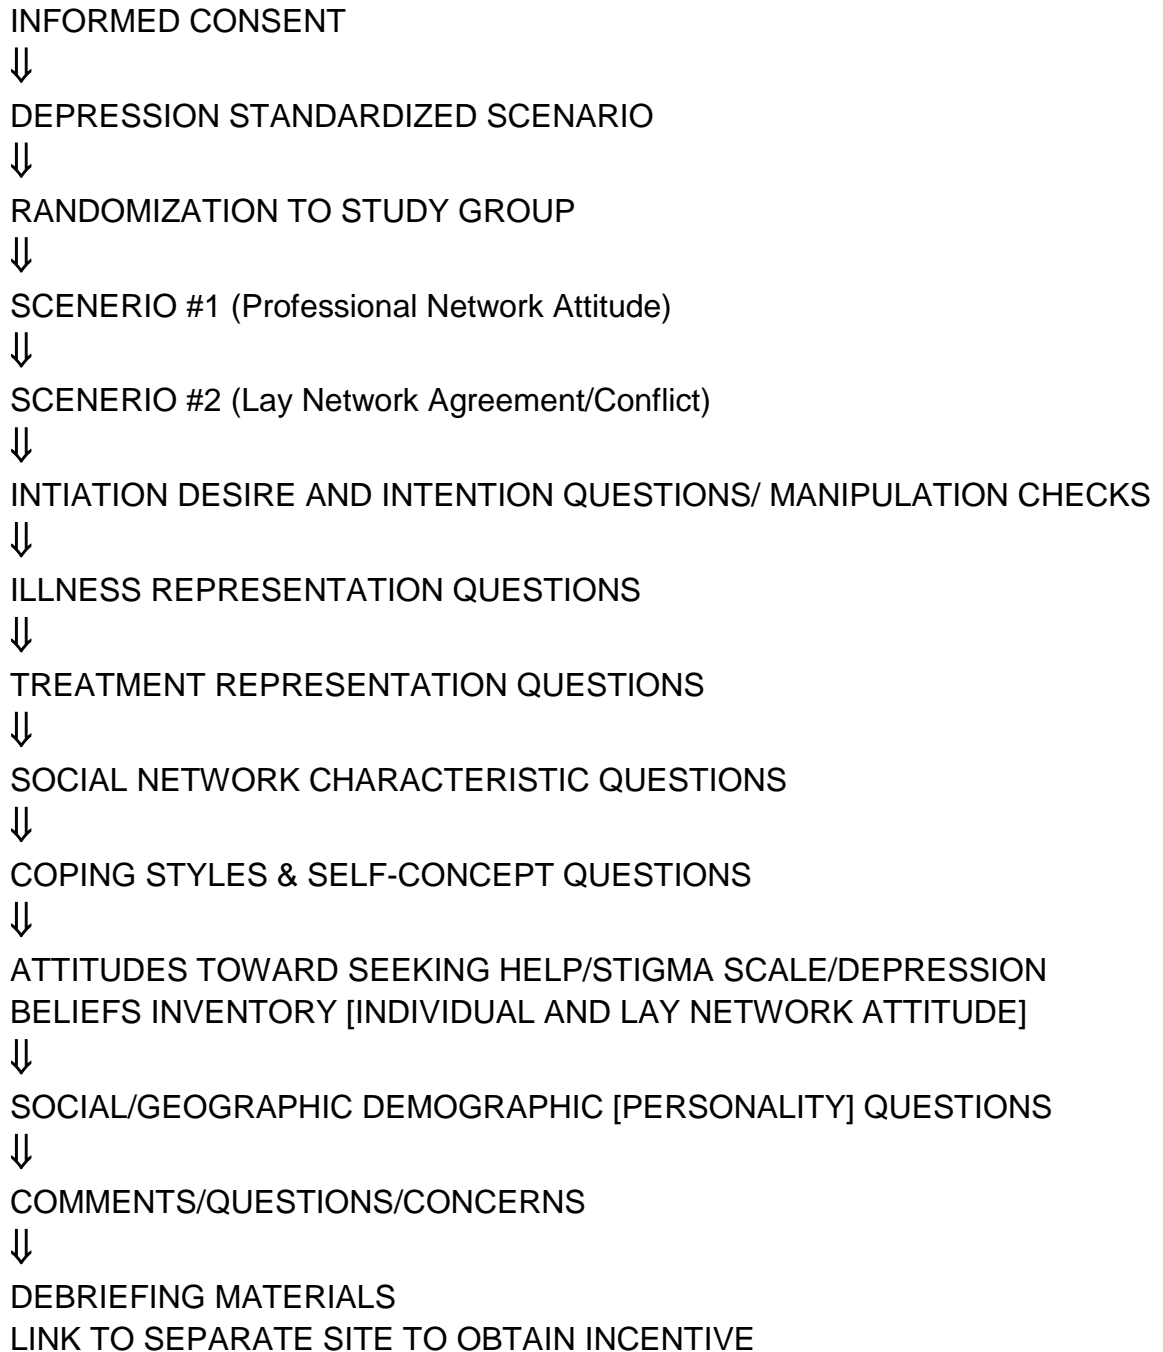 INFORMED CONSENT
⇓
DEPRESSION STANDARDIZED SCENARIO
⇓
RANDOMIZATION TO STUDY GROUP
⇓
SCENERIO #1 (Professional Network Attitude)
⇓
SCENERIO #2 (Lay Network Agreement/Conflict)
⇓
INTIATION DESIRE AND INTENTION QUESTIONS/ MANIPULATION CHECKS
⇓
ILLNESS REPRESENTATION QUESTIONS
⇓
TREATMENT REPRESENTATION QUESTIONS
⇓
SOCIAL NETWORK CHARACTERISTIC QUESTIONS
⇓
COPING STYLES & SELF-CONCEPT QUESTIONS
⇓
ATTITUDES TOWARD SEEKING HELP/STIGMA SCALE/DEPRESSION
BELIEFS INVENTORY [INDIVIDUAL AND LAY NETWORK ATTITUDE]
⇓
SOCIAL/GEOGRAPHIC DEMOGRAPHIC [PERSONALITY] QUESTIONS
⇓
COMMENTS/QUESTIONS/CONCERNS
⇓
DEBRIEFING MATERIALS
LINK TO SEPARATE SITE TO OBTAIN INCENTIVE